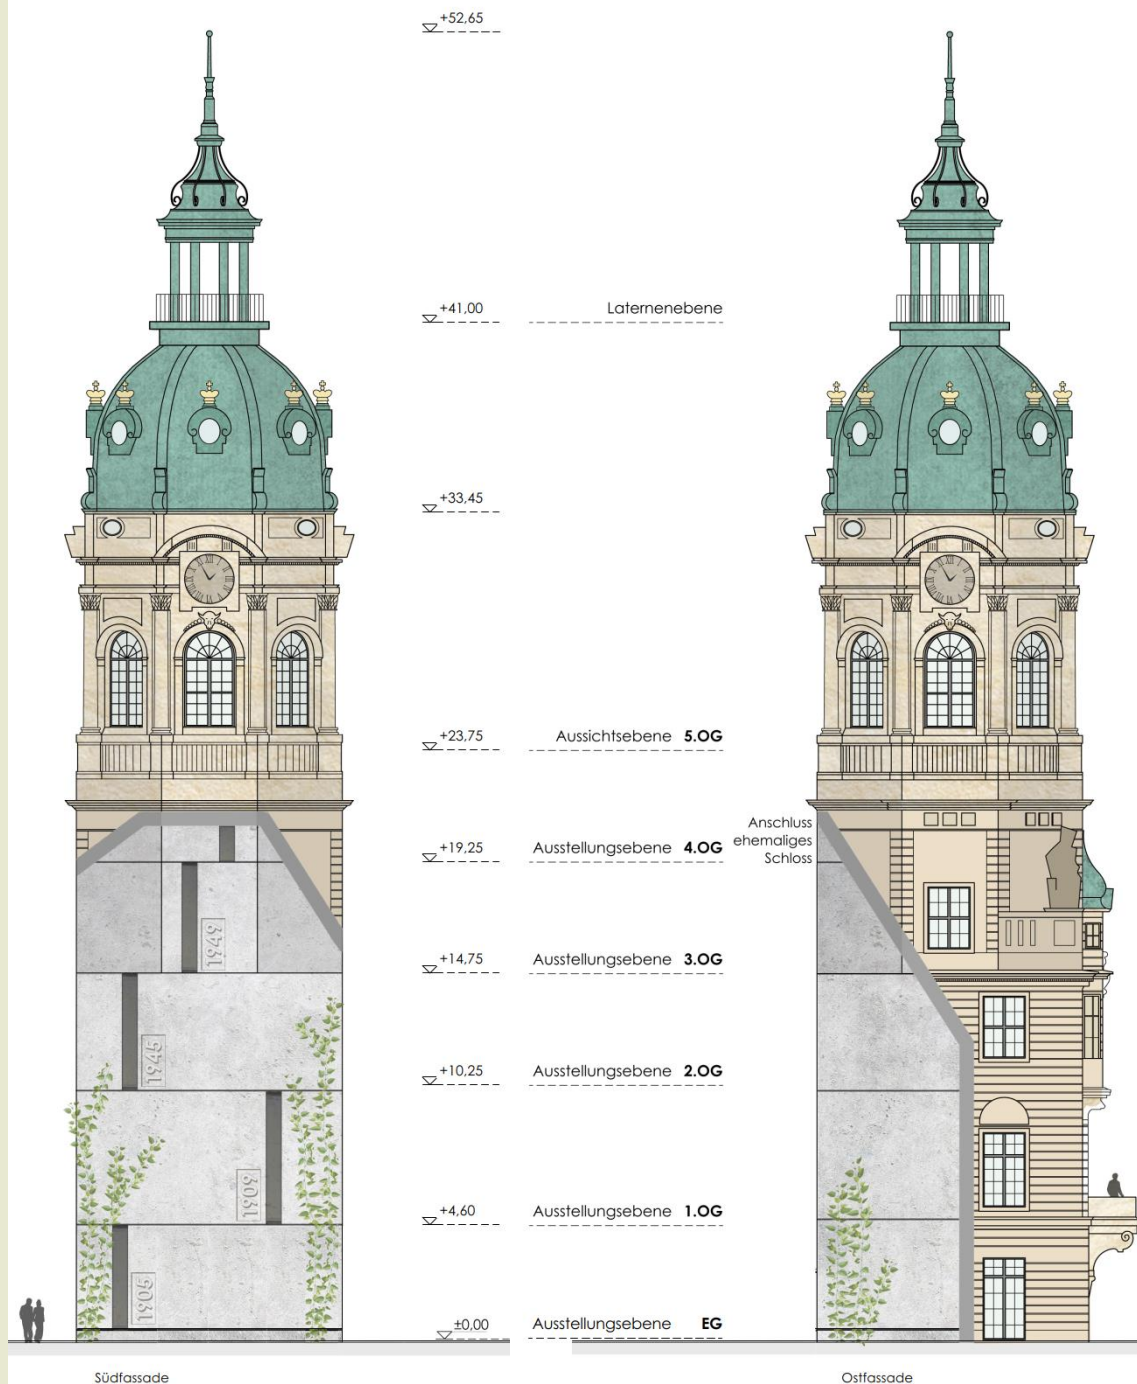 +52,65
+41,00 Laternenebene
+33,45
+23,75 Aussichtsebene 5.OG
Anschluss
ehemaliges
Schloss
+19,25 Ausstellungsebene 4.OG
1949
+14,75 Ausstellungsebene 3.OG
1945
+10,25 Ausstellungsebene 2.OG
1909
+4,60 Ausstellungsebene 1.OG
1905
±0,00 Ausstellungsebene EG
Südfassade
Ostfassade